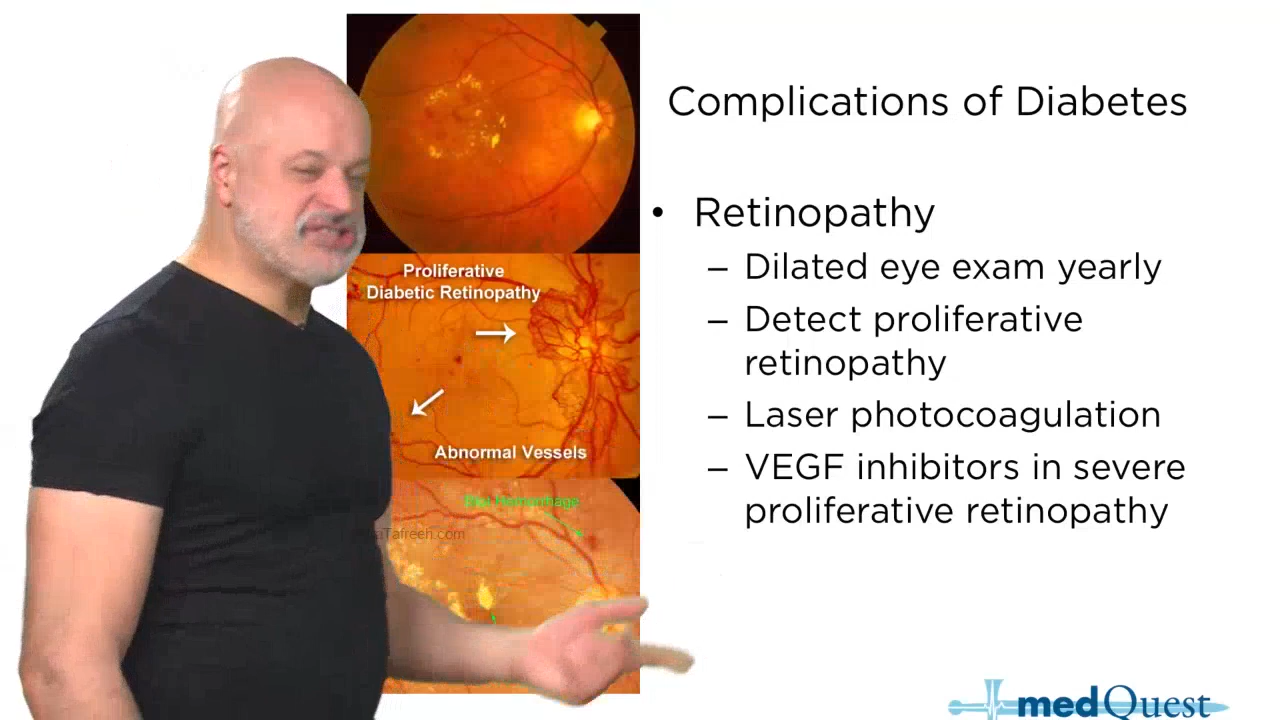 Complications of Diabetes
• Retinopathy
– Dilated eye exam yearly
– Detect proliferative
retinopathy
– Laser photocoagulation
– VEGF inhibitors in severe
proliferative retinopathy
Proliferative
Diabetic Retinopathy
Abnormal Vessels
Hemorrhage
medQuest